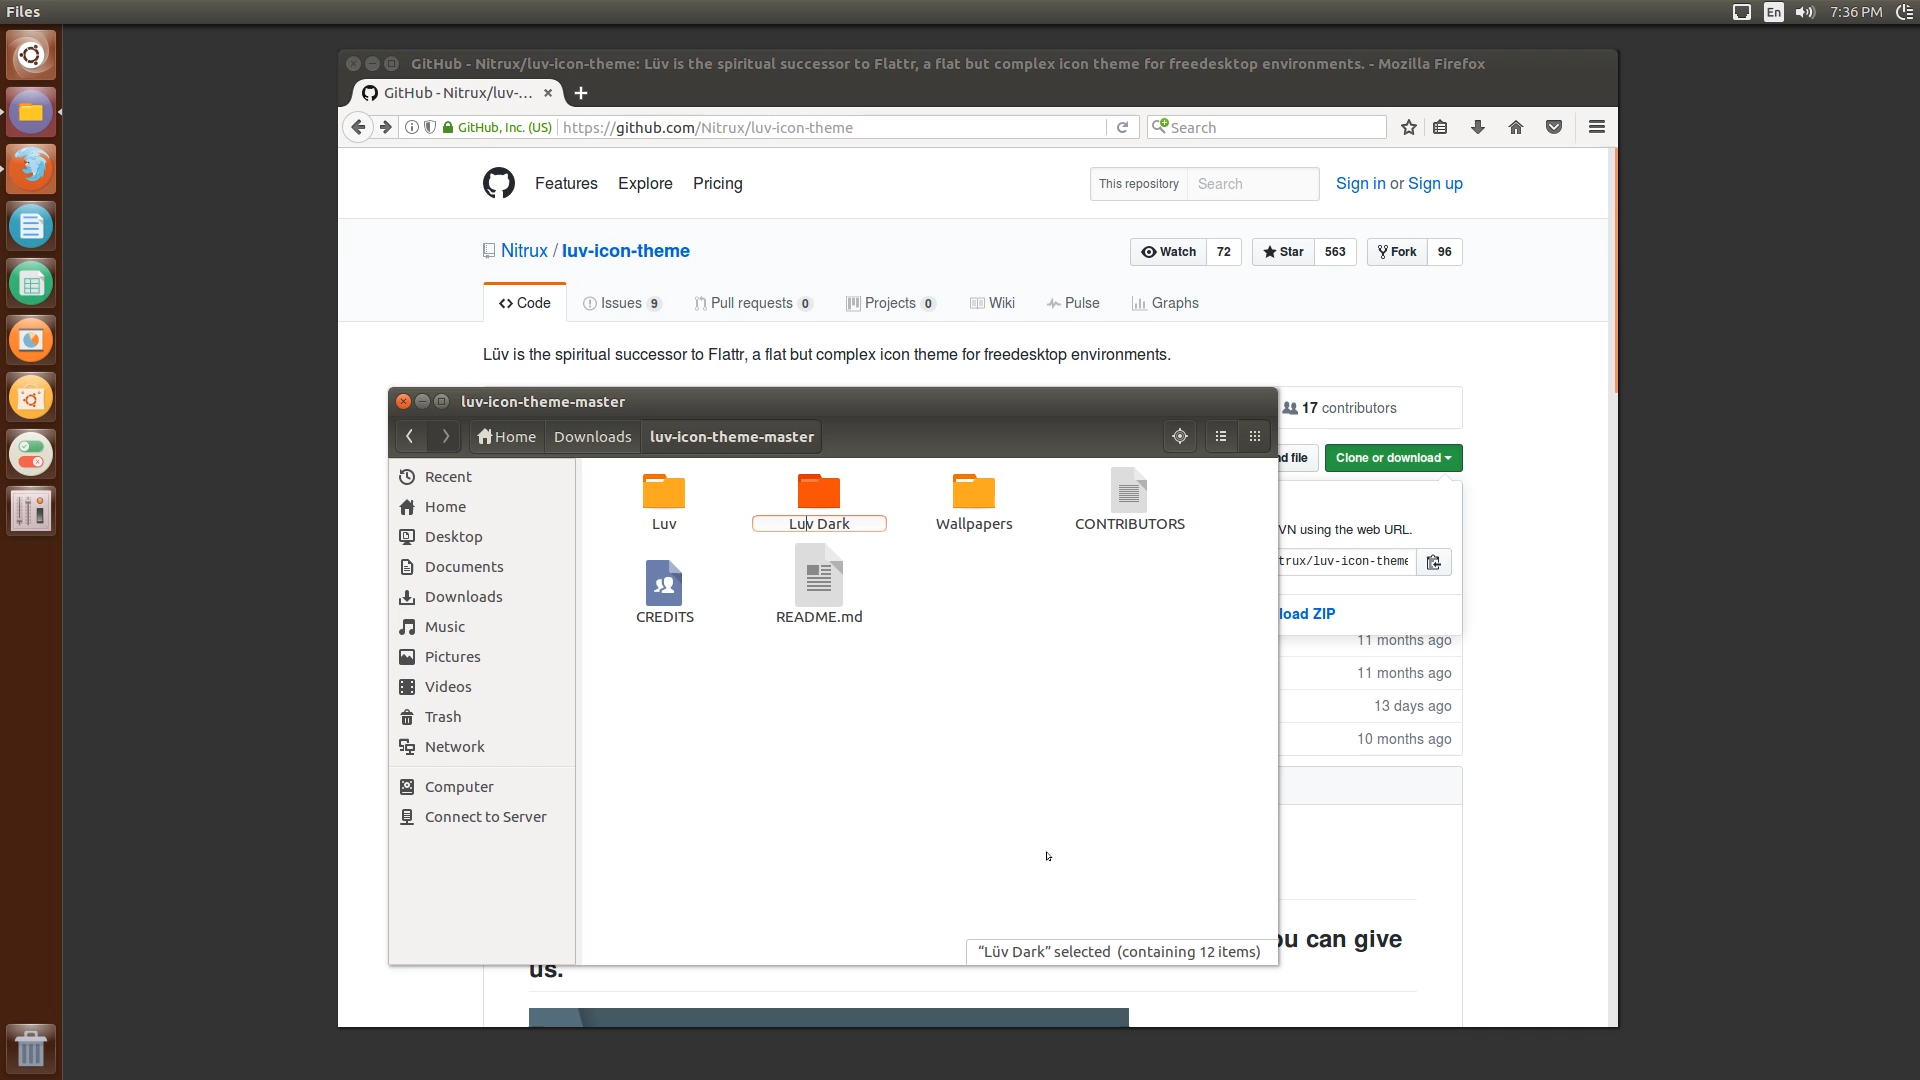 Files
En
7:36 PM
GitHub - Nitrux/luv-icon-theme: Lüv is the spiritual successor to Flattr, a flat but complex icon theme for freedesktop environments. - Mozilla Firefox
GitHub - Nitrux/luv-...
GitHub, Inc. (US)
https://github.com/Nitrux/luv-icon-theme
Search
Features
Explore
Pricing
This repository
Search
Sign in or Sign up
Nitrux / luv-icon-theme
Watch
72
Star
563
Fork
96
Code
Issues 9
Pull requests 0
Projects 0
Wiki
Pulse
Graphs
Lüv is the spiritual successor to Flattr, a flat but complex icon theme for freedesktop environments.
17 contributors
luv-icon-theme-master
Home
Downloads
luv-icon-theme-master
nd file
Clone or download
VN using the web URL.
trux/luv-icon-theme
load ZIP
11 months ago
11 months ago
13 days ago
10 months ago
Recent
Home
Desktop
Documents
Downloads
Music
Pictures
Videos
Trash
Network
Computer
Connect to Server
Luv
Luv Dark
Wallpapers
CONTRIBUTORS
CREDITS
README.md
“Lüv Dark” selected (containing 12 items)
ou can give
us.